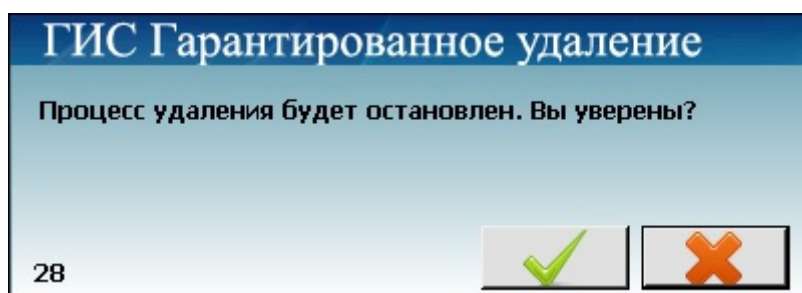 ГИС Гарантированное удаление
Процесс удаления будет остановлен. Вы уверены?
28